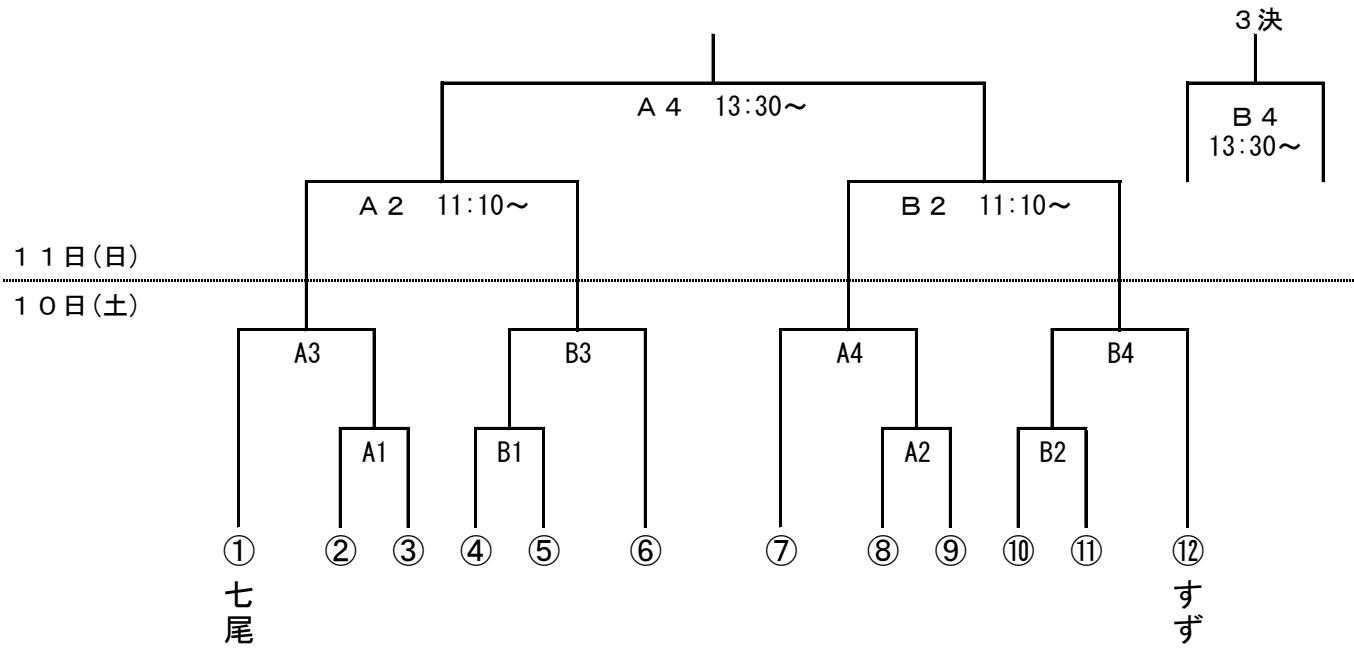 ３決
Ａ４　13:30～
Ｂ４
13:30～
Ａ２　11:10～
Ｂ２　11:10～
１１日(日)
１０日(土)
A3
B3
A4
B4
A1
B1
A2
B2
①
②
③
④
⑤
⑥
⑦
⑧
⑨
⑩
⑪
⑫
七尾
すず